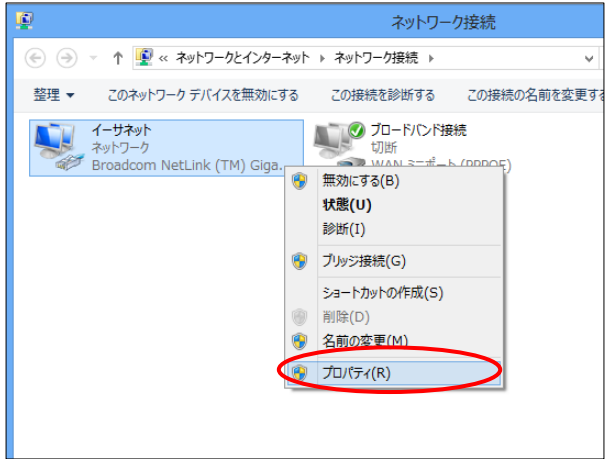 ネットワーク接続
« ネットワークとインターネット ▸ ネットワーク接続 ▸
整理 ▼ このネットワーク デバイスを無効にする この接続を診断する この接続の名前を変更する
イーサネット
ネットワーク
Broadcom NetLink (TM) Giga...
ブロードバンド接続
切断
WAN ミニポート (PPPOE)
無効にする(B)
状態(U)
診断(I)
ブリッジ接続(G)
ショートカットの作成(S)
削除(D)
名前の変更(M)
プロパティ(R)